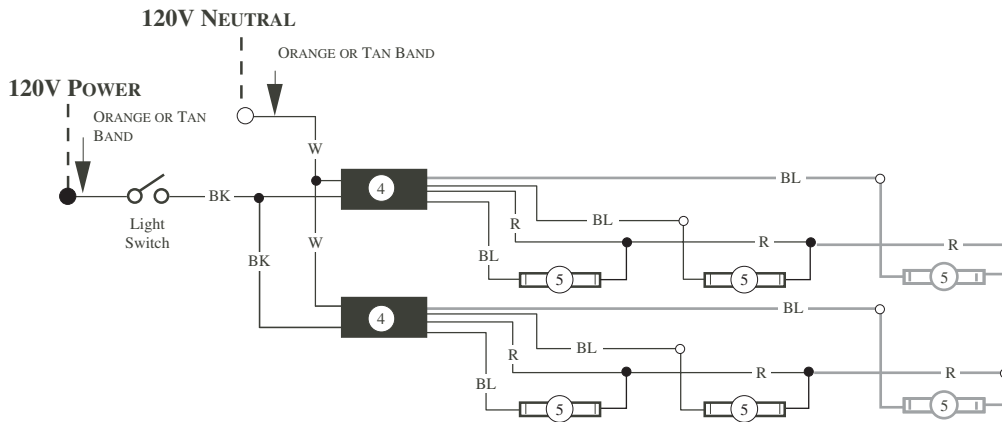 120V NEUTRAL
ORANGE OR TAN BAND
120V POWER
ORANGE OR TAN
BAND
W
4
BL
BK
Light
Switch
R
BL
R
R
W
BL
BK
5
5
5
4
BL
R
BL
R
R
BL
5
5
5